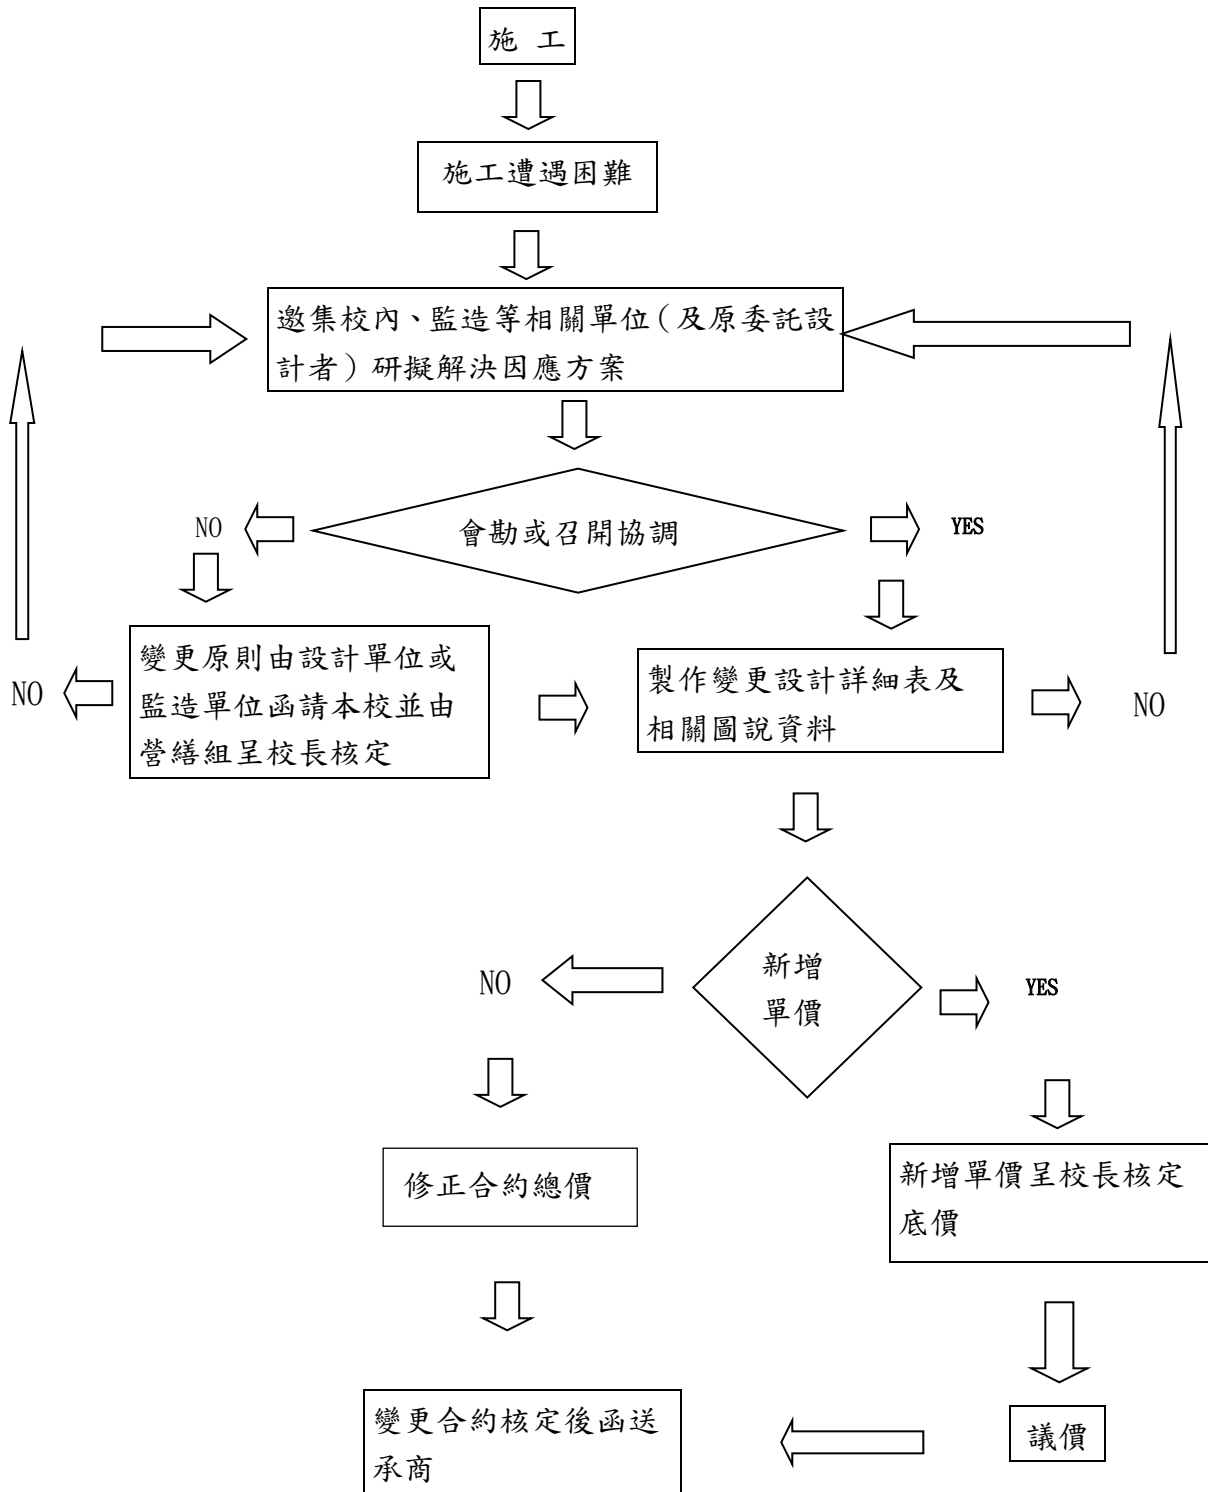 施 工
施工遭遇困難
邀集校內、監造等相關單位（及原委託設
計者）研擬解決因應方案
會勘或召開協調
NO
YES
變更原則由設計單位或
監造單位函請本校並由
營繕組呈校長核定
NO
製作變更設計詳細表及
相關圖說資料
NO
新增
單價
NO
YES
修正合約總價
新增單價呈校長核定
底價
變更合約核定後函送
承商
議價